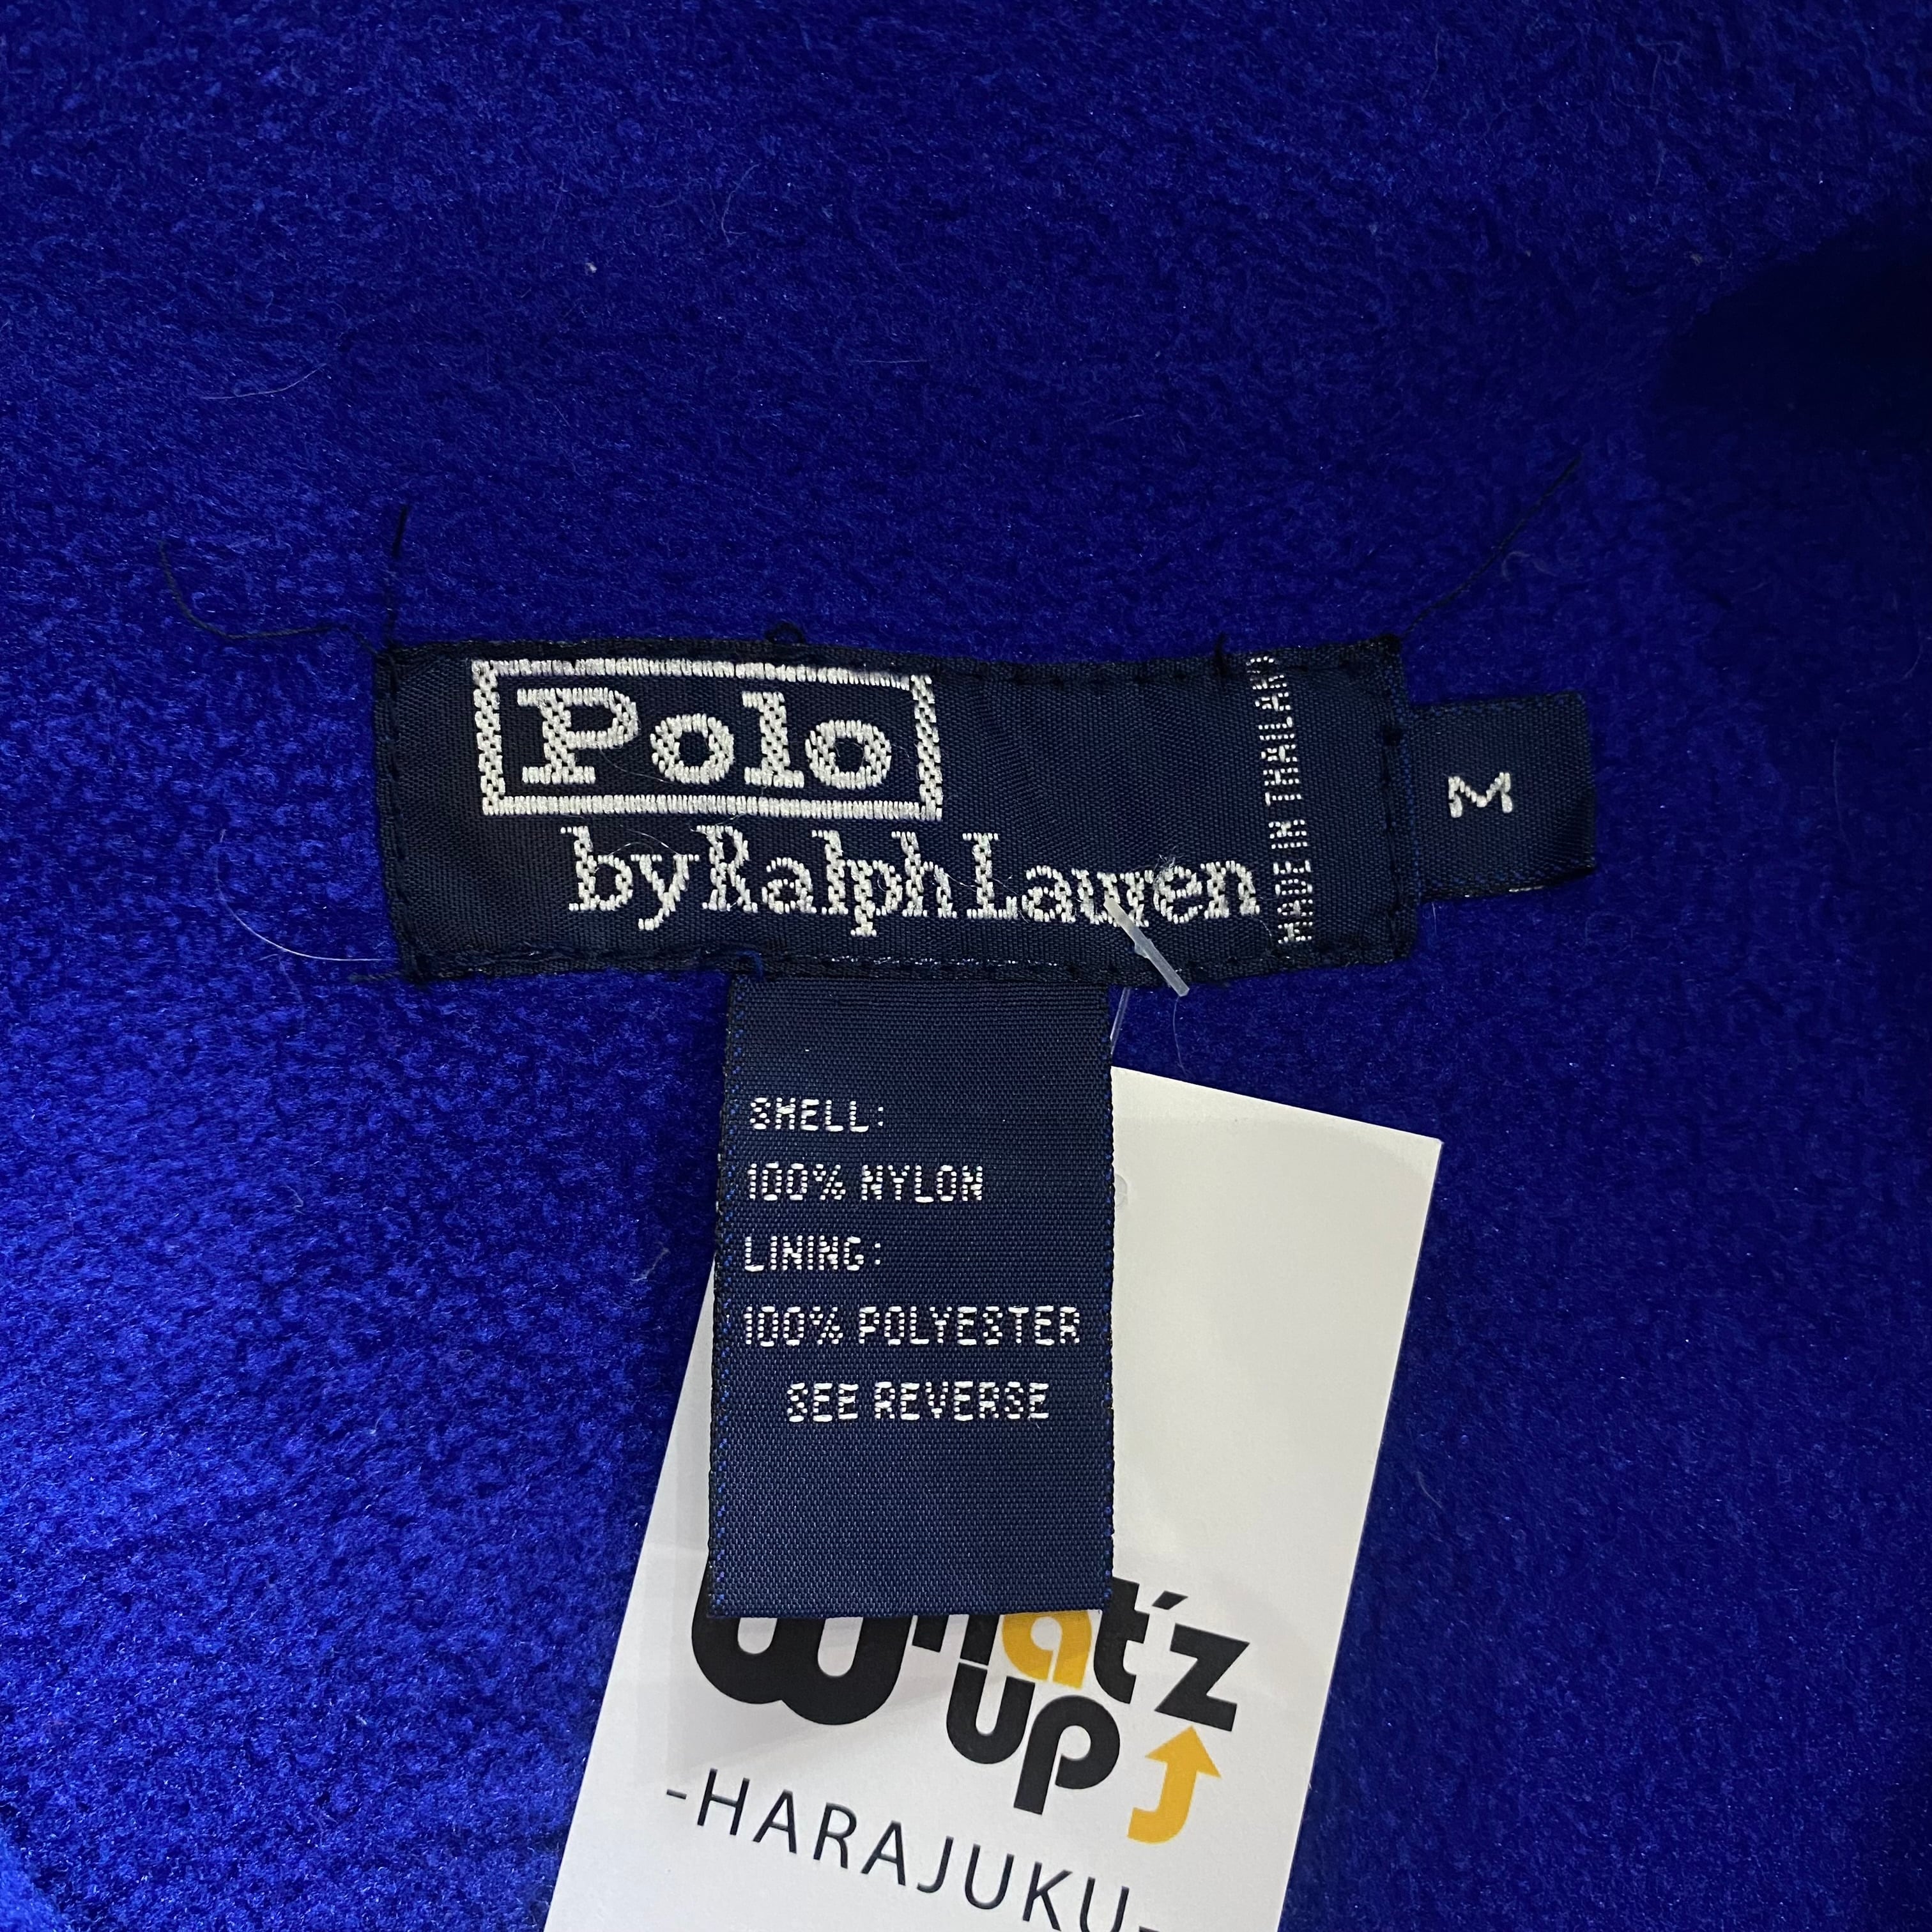 Polo
by Ralph Lauren
MADE IN THAILAND
M
SHELL:
100% NYLON
LINING:
100% POLYESTER
SEE REVERSE
What'z
up
-HARAJUKU-